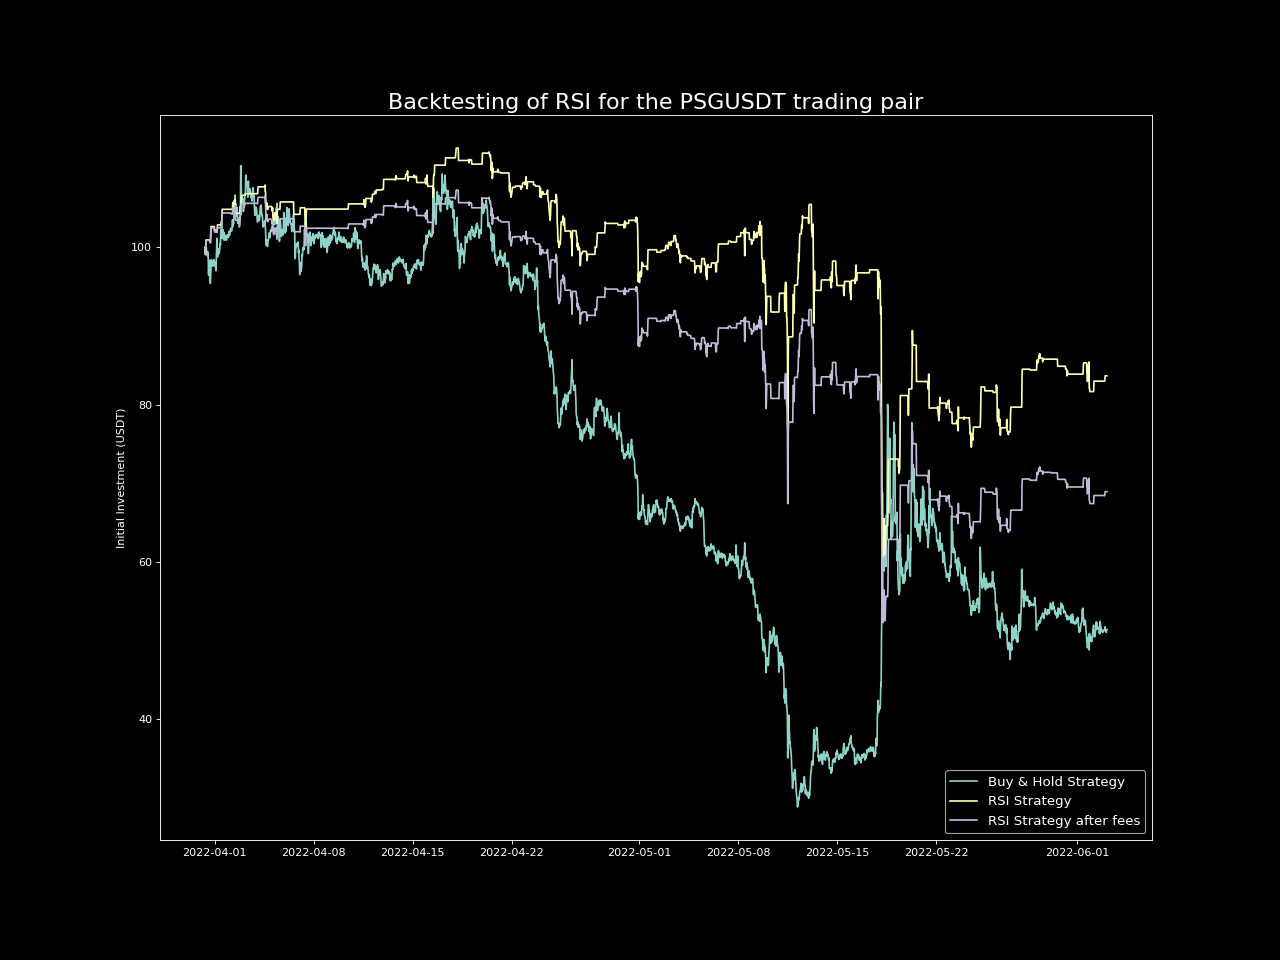 Backtesting of RSI for the PSGUSDT trading pair
Initial Investment (USDT)
100
80
60
40
2022-04-01
2022-04-08
2022-04-15
2022-04-22
2022-05-01
2022-05-08
2022-05-15
2022-05-22
2022-06-01
Buy & Hold Strategy
RSI Strategy
RSI Strategy after fees